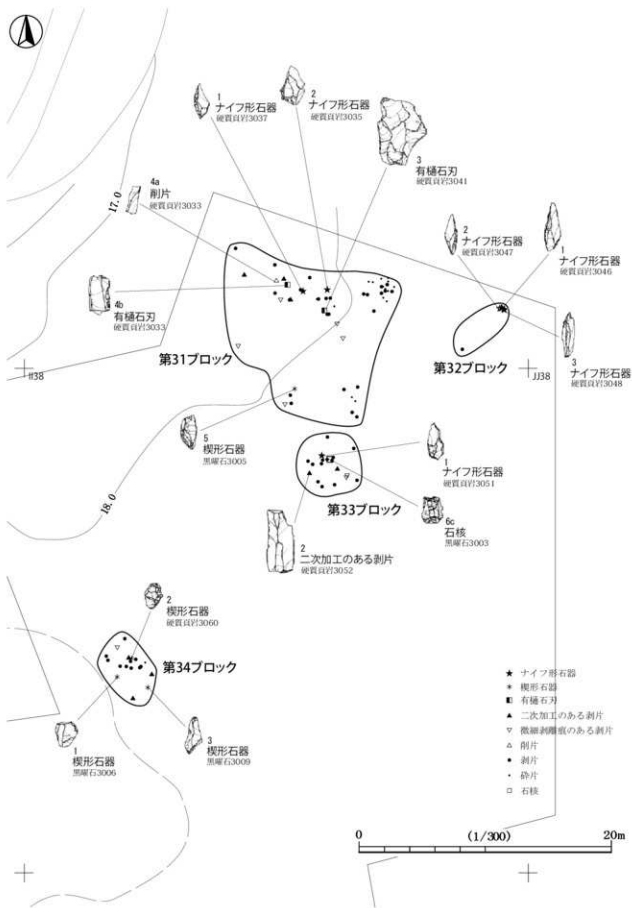 1
ナイフ形石器
硬質頁岩3037
2
ナイフ形石器
硬質頁岩3035
3
有樋石刃
硬質頁岩3041
4a
削片
硬質頁岩3033
17.0
2
ナイフ形石器
硬質頁岩3047
1
ナイフ形石器
硬質頁岩3046
4b
有樋石刃
硬質頁岩3033
第31ブロック
第32ブロック
3
ナイフ形石器
硬質頁岩3048
II38
JJ38
5
楔形石器
黒曜石3005
1
ナイフ形石器
硬質頁岩3051
18.0
第33ブロック
6c
石核
黒曜石3003
2
二次加工のある剥片
硬質頁岩3052
2
楔形石器
硬質頁岩3060
第34ブロック
1
楔形石器
黒曜石3006
3
楔形石器
黒曜石3009
★ ナイフ形石器
* 楔形石器
◧ 有樋石刃
▲ 二次加工のある剥片
▽ 微細剥離痕のある剥片
△ 削片
● 剥片
・ 砕片
□ 石核
0 (1/300) 20m